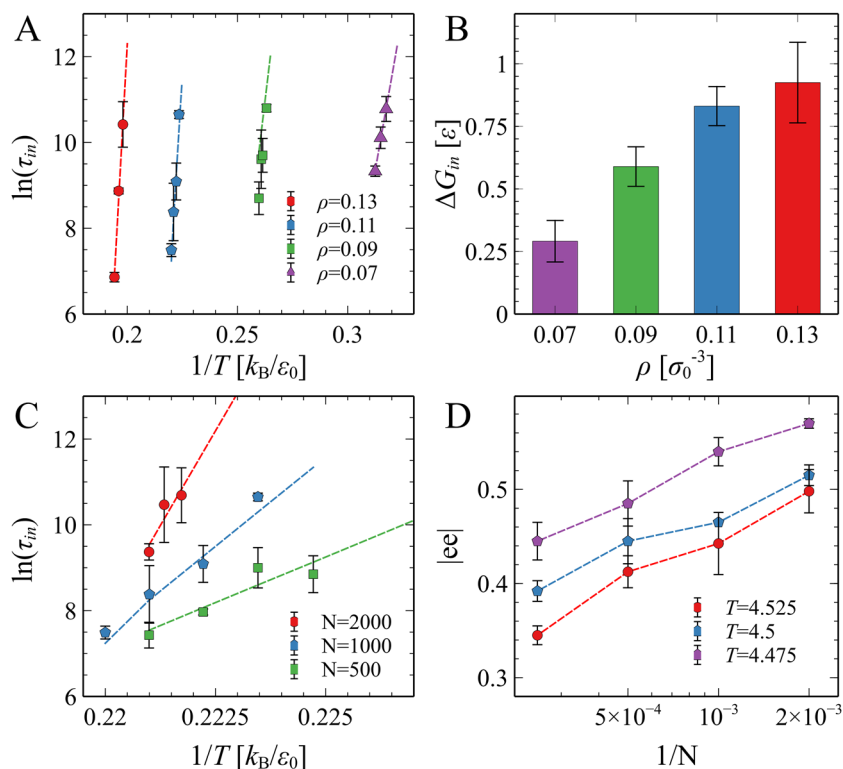 A
12
10
8
6
ln(τin)
0.2
0.25
0.3
1/T [kB/ε0]
ρ=0.13
ρ=0.11
ρ=0.09
ρ=0.07
B
1
0.75
0.5
0.25
0
ΔGin [ε]
0.07
0.09
0.11
0.13
ρ [σ0⁻³]
C
12
10
8
6
ln(τin)
0.22
0.2225
0.225
1/T [kB/ε0]
N=2000
N=1000
N=500
D
0.5
0.4
0.3
|ee|
5×10⁻⁴
10⁻³
2×10⁻³
1/N
T=4.525
T=4.5
T=4.475